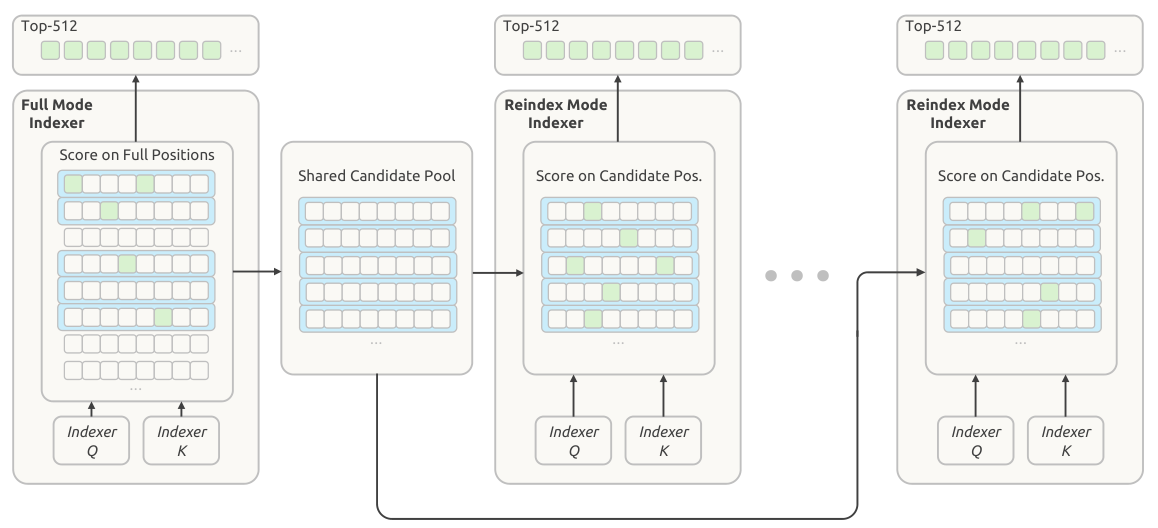 Top-512
...
Full Mode
Indexer
Score on Full Positions
...
Indexer
Q
Indexer
K
Shared Candidate Pool
...
Top-512
...
Reindex Mode
Indexer
Score on Candidate Pos.
...
Indexer
Q
Indexer
K
Top-512
...
Reindex Mode
Indexer
Score on Candidate Pos.
...
Indexer
Q
Indexer
K